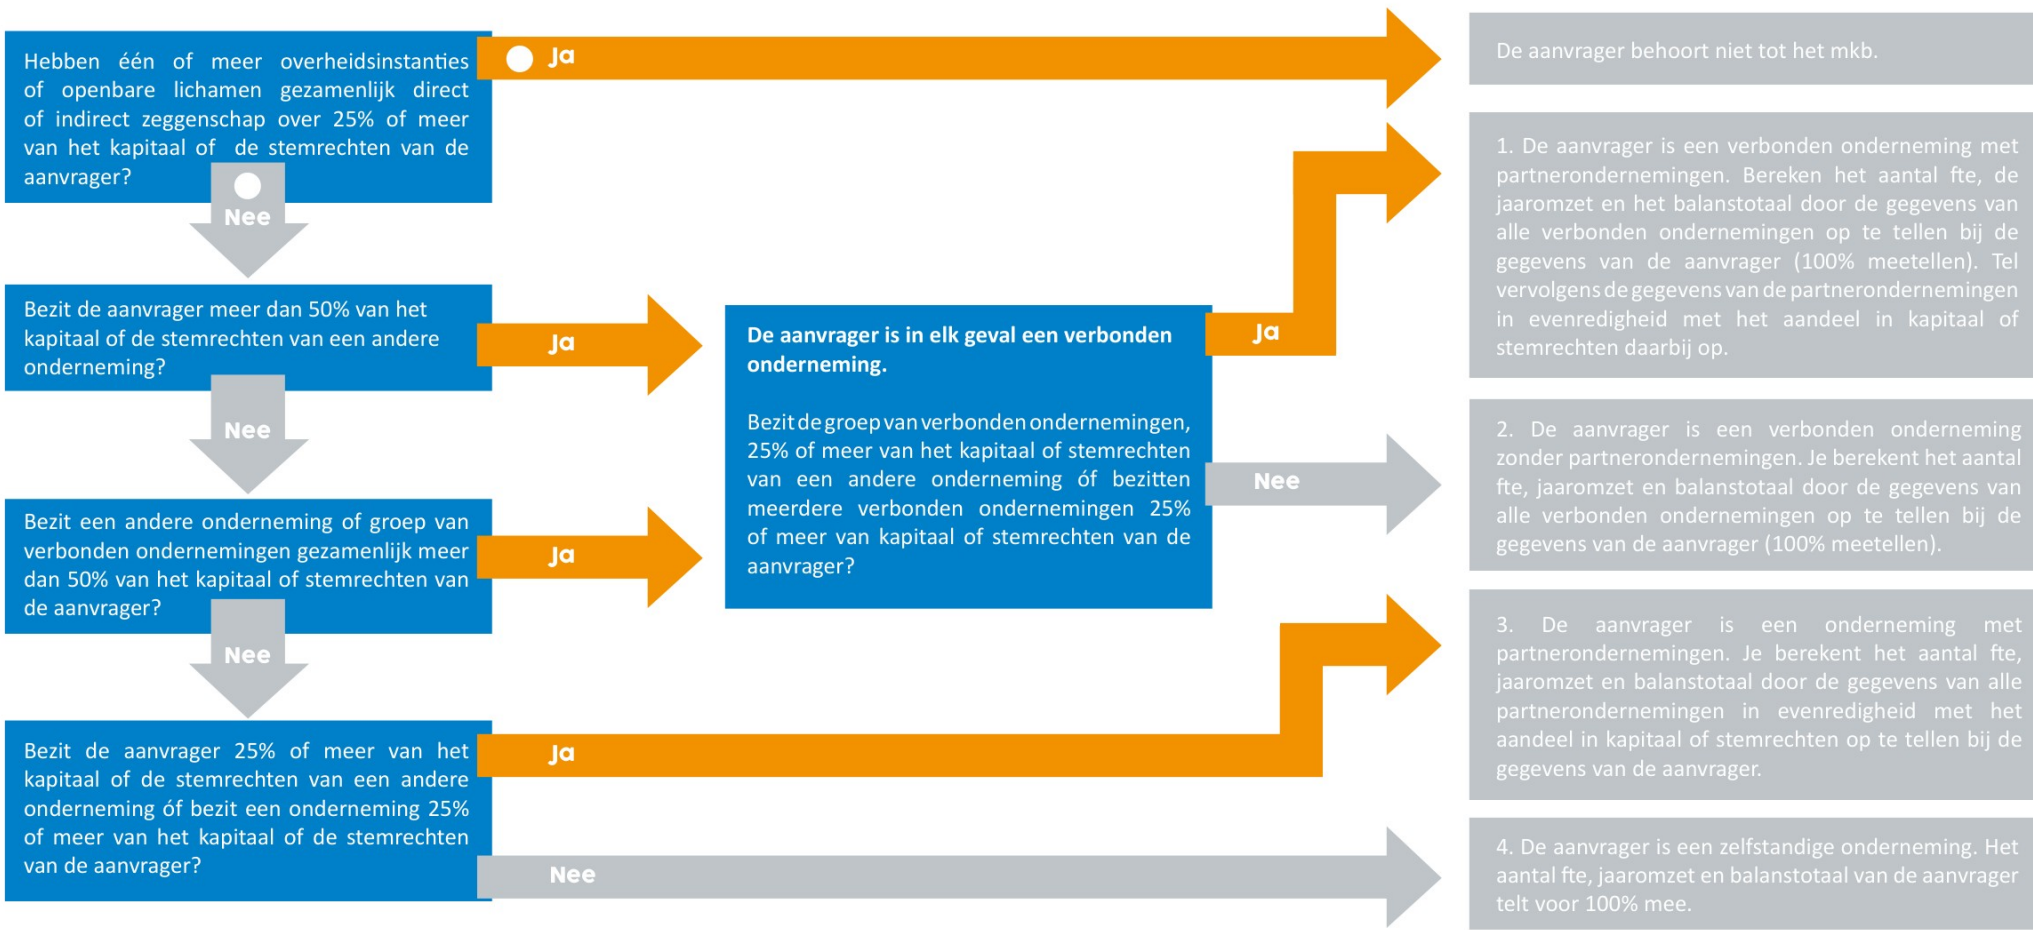 Hebben één of meer overheidsinstanties
of openbare lichamen gezamenlijk direct
of indirect zeggenschap over 25% of meer
van het kapitaal of de stemrechten van de
aanvrager?
Ja
De aanvrager behoort niet tot het mkb.
Nee
Bezit de aanvrager meer dan 50% van het
kapitaal of de stemrechten van een andere
onderneming?
Ja
Nee
Bezit een andere onderneming of groep van
verbonden ondernemingen gezamenlijk meer
dan 50% van het kapitaal of stemrechten van
de aanvrager?
Ja
Nee
De aanvrager is in elk geval een verbonden
onderneming.
Bezit de groep van verbonden ondernemingen,
25% of meer van het kapitaal of stemrechten
van een andere onderneming óf bezitten
meerdere verbonden ondernemingen 25%
of meer van kapitaal of stemrechten van de
aanvrager?
Ja
1. De aanvrager is een verbonden onderneming met
partnerondernemingen. Bereken het aantal fte, de
jaaromzet en het balanstotaal door de gegevens van
alle verbonden ondernemingen op te tellen bij de
gegevens van de aanvrager (100% meetellen). Tel
vervolgens de gegevens van de partnerondernemingen
in evenredigheid met het aandeel in kapitaal of
stemrechten daarbij op.
Nee
2. De aanvrager is een verbonden onderneming
zonder partnerondernemingen. Je berekent het aantal
fte, jaaromzet en balanstotaal door de gegevens van
alle verbonden ondernemingen op te tellen bij de
gegevens van de aanvrager (100% meetellen).
Bezit de aanvrager 25% of meer van het
kapitaal of de stemrechten van een andere
onderneming óf bezit een onderneming 25%
of meer van het kapitaal of de stemrechten
van de aanvrager?
Ja
3. De aanvrager is een onderneming met
partnerondernemingen. Je berekent het aantal fte,
jaaromzet en balanstotaal door de gegevens van alle
partnerondernemingen in evenredigheid met het
aandeel in kapitaal of stemrechten op te tellen bij de
gegevens van de aanvrager.
Nee
4. De aanvrager is een zelfstandige onderneming. Het
aantal fte, jaaromzet en balanstotaal van de aanvrager
telt voor 100% mee.